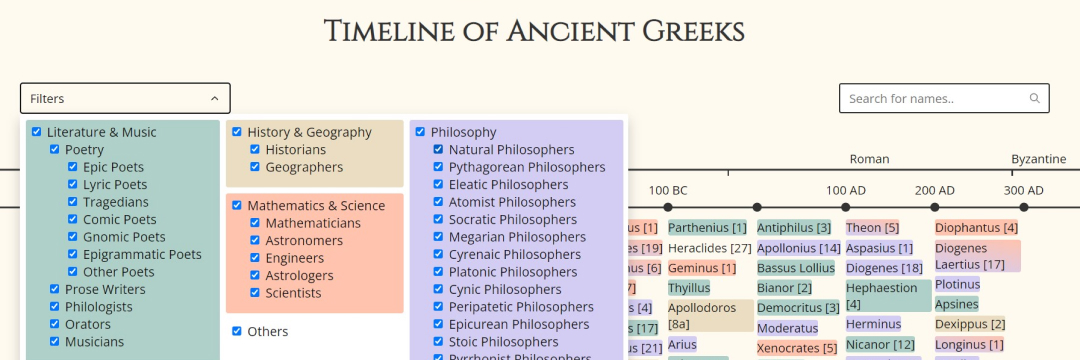 TIMELINE OF ANCIENT GREEKS
Filters
Search for names..
Literature & Music
Poetry
Epic Poets
Lyric Poets
Tragedians
Comic Poets
Gnomic Poets
Epigrammatic Poets
Other Poets
Prose Writers
Philologists
Orators
Musicians
History & Geography
Historians
Geographers
Mathematics & Science
Mathematicians
Astronomers
Engineers
Astrologers
Scientists
Others
Philosophy
Natural Philosophers
Pythagorean Philosophers
Eleatic Philosophers
Atomist Philosophers
Socratic Philosophers
Megarian Philosophers
Cyrenaic Philosophers
Platonic Philosophers
Cynic Philosophers
Peripatetic Philosophers
Epicurean Philosophers
Stoic Philosophers
Pyrrhonist Philosophers
Roman
Byzantine
100 BC
100 AD
200 AD
300 AD
us [1]
es [19]
nus [6]
7]
s [4]
s [17]
us [21]
Parthenius [1]
Heraclides [27]
Geminus [1]
Thyillus
Apollodoros
[8a]
Arius
Antiphilus [3]
Apollonius [14]
Bassus Lollius
Bianor [2]
Democritus [3]
Moderatus
Xenocrates [5]
Theon [5]
Aspasius [1]
Diogenes [18]
Hephaestion
[4]
Herminus
Nicanor [12]
Diophantus [4]
Diogenes
Laertius [17]
Plotinus
Apsines
Dexippus [2]
Longinus [1]